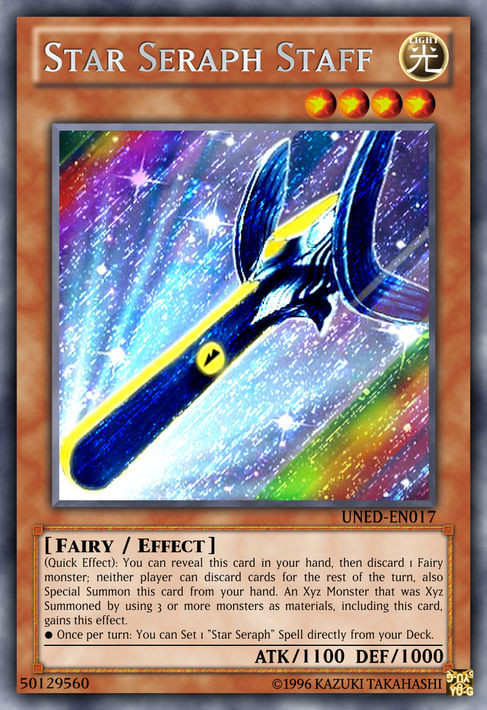 STAR SERAPH STAFF
LIGHT
光
UNED-EN017
[ FAIRY / EFFECT ]
(Quick Effect): You can reveal this card in your hand, then discard 1 Fairy
monster; neither player can discard cards for the rest of the turn, also
Special Summon this card from your hand. An Xyz Monster that was Xyz
Summoned by using 3 or more monsters as materials, including this card,
gains this effect.
● Once per turn: You can Set 1 "Star Seraph" Spell directly from your Deck.
ATK/1100 DEF/1000
50129560
©1996 KAZUKI TAKAHASHI